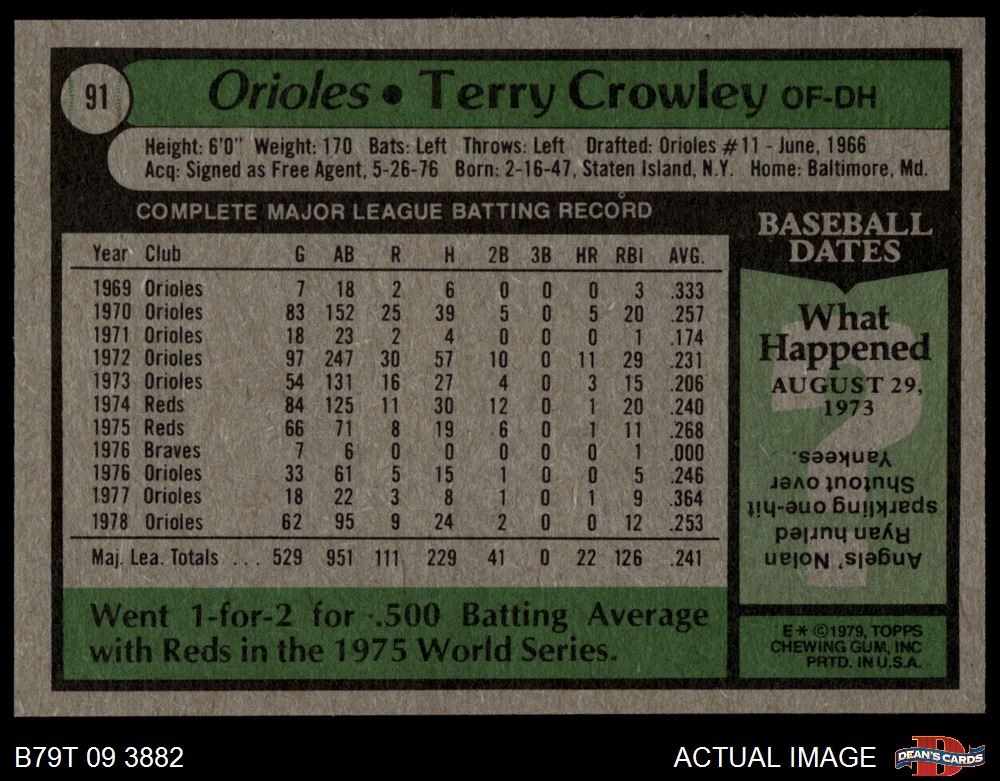 91
Orioles • Terry Crowley OF-DH
Height: 6'0" Weight: 170 Bats: Left Throws: Left Drafted: Orioles #11 - June, 1966
Acq: Signed as Free Agent, 5-26-76 Born: 2-16-47, Staten Island, N.Y. Home: Baltimore, Md.
COMPLETE MAJOR LEAGUE BATTING RECORD
Year Club G AB R H 2B 3B HR RBI AVG.
1969 Orioles 7 18 2 6 0 0 0 3 .333
1970 Orioles 83 152 25 39 5 0 5 20 .257
1971 Orioles 18 23 2 4 0 0 0 1 .174
1972 Orioles 97 247 30 57 10 0 11 29 .231
1973 Orioles 54 131 16 27 4 0 3 15 .206
1974 Reds 84 125 11 30 12 0 1 20 .240
1975 Reds 66 71 8 19 6 0 1 11 .268
1976 Braves 7 6 0 0 0 0 0 1 .000
1976 Orioles 33 61 5 15 1 0 0 5 .246
1977 Orioles 18 22 3 8 1 0 1 9 .364
1978 Orioles 62 95 9 24 2 0 0 12 .253
Maj. Lea. Totals ... 529 951 111 229 41 0 22 126 .241
Went 1-for-2 for .500 Batting Average
with Reds in the 1975 World Series.
BASEBALL
DATES
What
Happened
AUGUST 29,
1973
Angels' Nolan
Ryan hurled
sparkling one-hit
Shutout over
Yankees.
E * ©1979, TOPPS
CHEWING GUM, INC
PRTD. IN U.S.A.
B79T 09 3882
ACTUAL IMAGE
DEAN'S CARDS